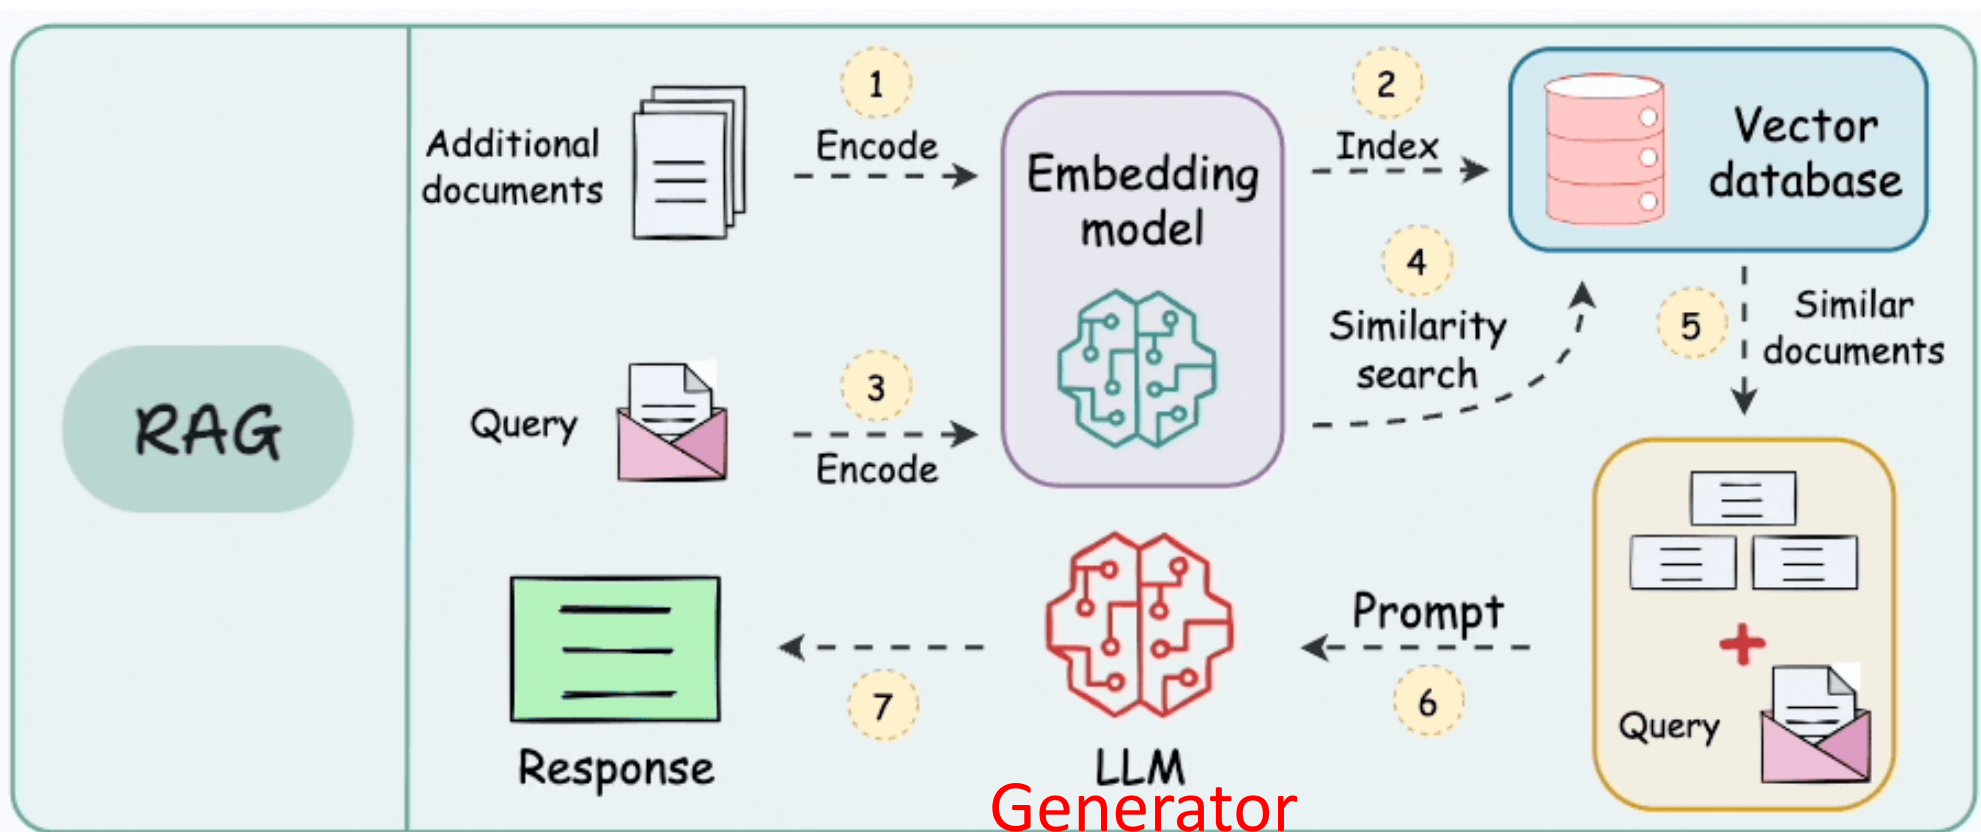 RAG
Additional
documents
1
Encode
Embedding
model
2
Index
Vector
database
Query
3
Encode
4
Similarity
search
5
Similar
documents
Query
Prompt
6
LLM
Generator
7
Response